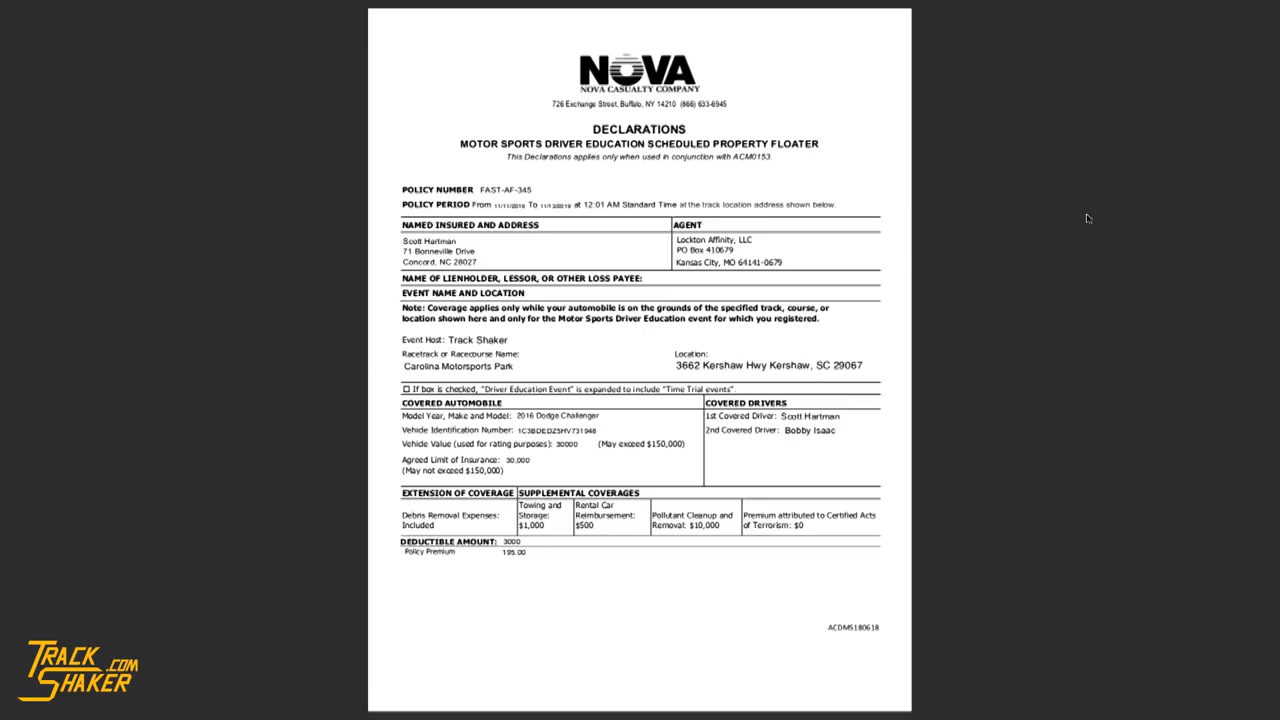 NOVA
NOVA CASUALTY COMPANY
726 Exchange Street, Buffalo, NY 14210 (866) 633-6945
DECLARATIONS
MOTOR SPORTS DRIVER EDUCATION SCHEDULED PROPERTY FLOATER
This Declarations applies only when used in conjunction with ACM0153.
POLICY NUMBER FAST-AF-345
POLICY PERIOD From 11/11/2019 To 11/13/2019 at 12:01 AM Standard Time at the track location address shown below.
NAMED INSURED AND ADDRESS
Scott Hartman
71 Bonneville Drive
Concord, NC 28027
AGENT
Lockton Affinity, LLC
PO Box 410679
Kansas City, MO 64141-0679
NAME OF LIENHOLDER, LESSOR, OR OTHER LOSS PAYEE:
EVENT NAME AND LOCATION
Note: Coverage applies only while your automobile is on the grounds of the specified track, course, or
location shown here and only for the Motor Sports Driver Education event for which you registered.
Event Host: Track Shaker
Racetrack or Racecourse Name:
Carolina Motorsports Park
Location:
3662 Kershaw Hwy Kershaw, SC 29067
☐ If box is checked, "Driver Education Event" is expanded to include "Time Trial events".
COVERED AUTOMOBILE
Model Year, Make and Model: 2016 Dodge Challenger
Vehicle Identification Number: 1C3BDEDZ5HV731948
Vehicle Value (used for rating purposes): 30000 (May exceed $150,000)
Agreed Limit of Insurance: 30,000
(May not exceed $150,000)
COVERED DRIVERS
1st Covered Driver: Scott Hartman
2nd Covered Driver: Bobby Isaac
EXTENSION OF COVERAGE
Debris Removal Expenses:
Included
SUPPLEMENTAL COVERAGES
Towing and
Storage:
$1,000
Rental Car
Reimbursement:
$500
Pollutant Cleanup and
Removal: $10,000
Premium attributed to Certified Acts
of Terrorism: $0
DEDUCTIBLE AMOUNT: 3000
Policy Premium 195.00
ACDMS180618
TRACK
SHAKER
.COM